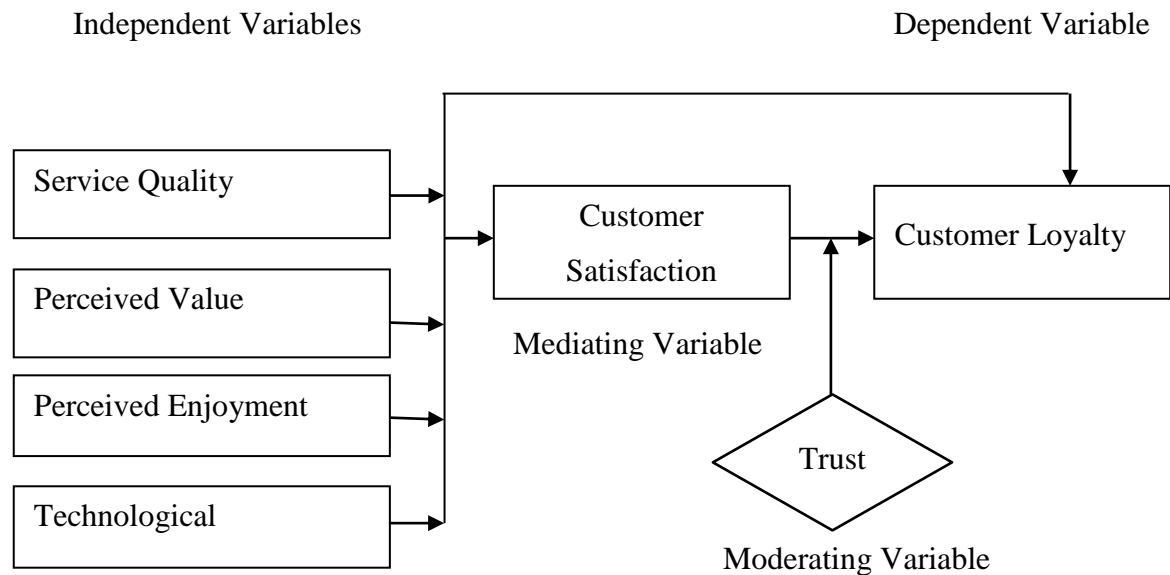 Independent Variables
Dependent Variable
Service Quality
Customer
Satisfaction
Customer Loyalty
Perceived Value
Mediating Variable
Perceived Enjoyment
Trust
Technological
Moderating Variable